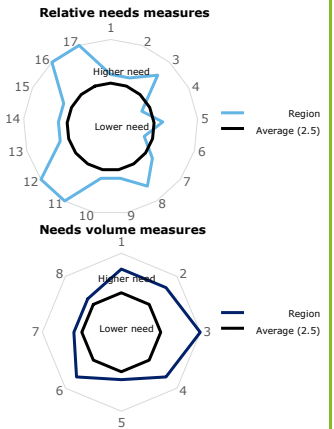 Relative needs measures
1
17
2
16
3
Higher need
15
4
14
Lower need
5
Region
Average (2.5)
13
6
12
7
11
8
10
9
Needs volume measures
1
8
Higher need
2
Region
7
Lower need
3
Average (2.5)
6
4
5